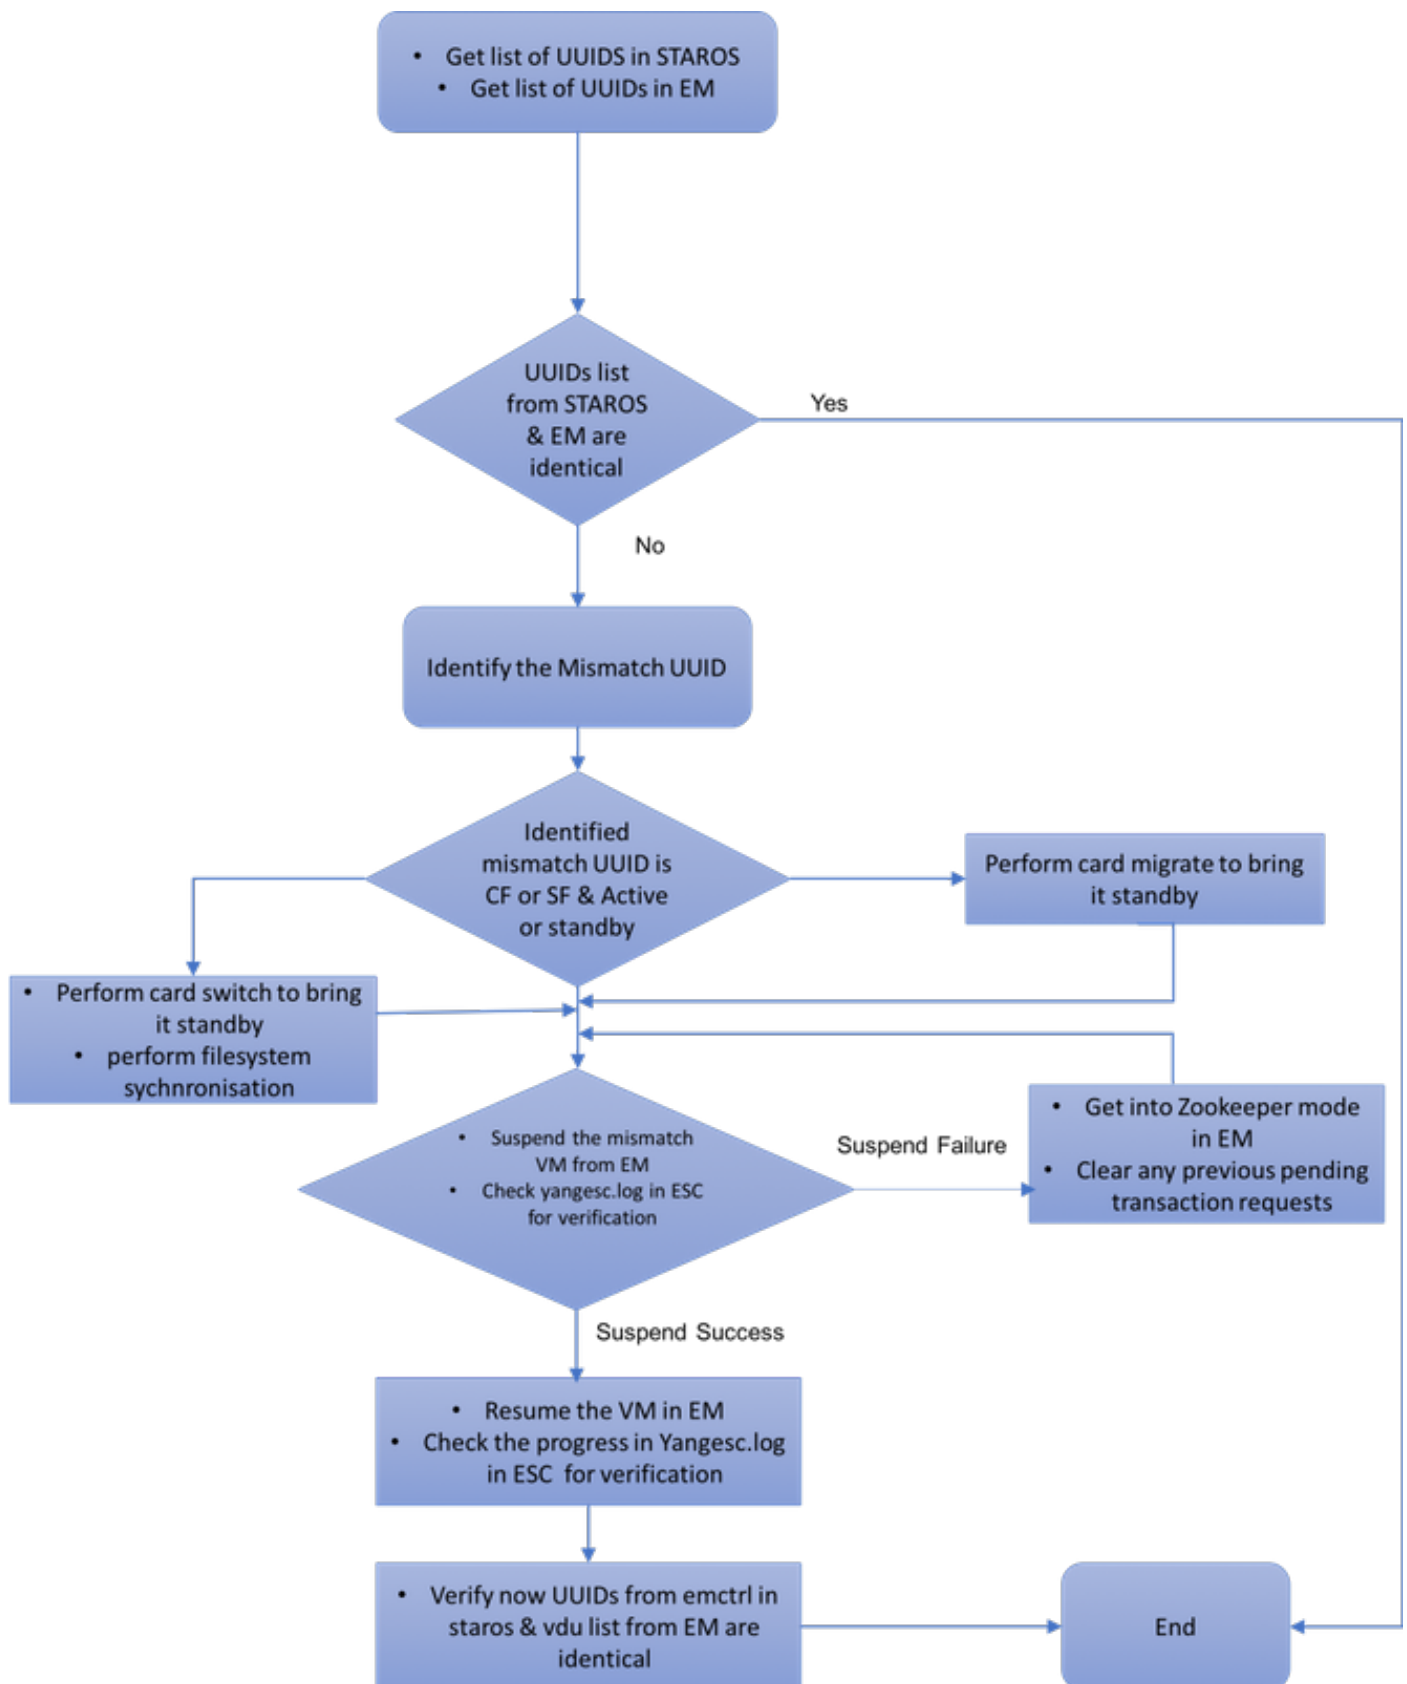 • Get list of UUIDS in STAROS
• Get list of UUIDs in EM
UUIDs list
from STAROS
& EM are
identical
Yes
No
Identify the Mismatch UUID
Identified
mismatch UUID is
CF or SF & Active
or standby
Perform card migrate to bring
it standby
• Perform card switch to bring
it standby
• perform filesystem
sychnronisation
• Suspend the mismatch
VM from EM
• Check yangesc.log in ESC
for verification
Suspend Failure
• Get into Zookeeper mode
in EM
• Clear any previous pending
transaction requests
Suspend Success
• Resume the VM in EM
• Check the progress in Yangesc.log
in ESC for verification
• Verify now UUIDs from emctrl in
staros & vdu list from EM are
identical
End